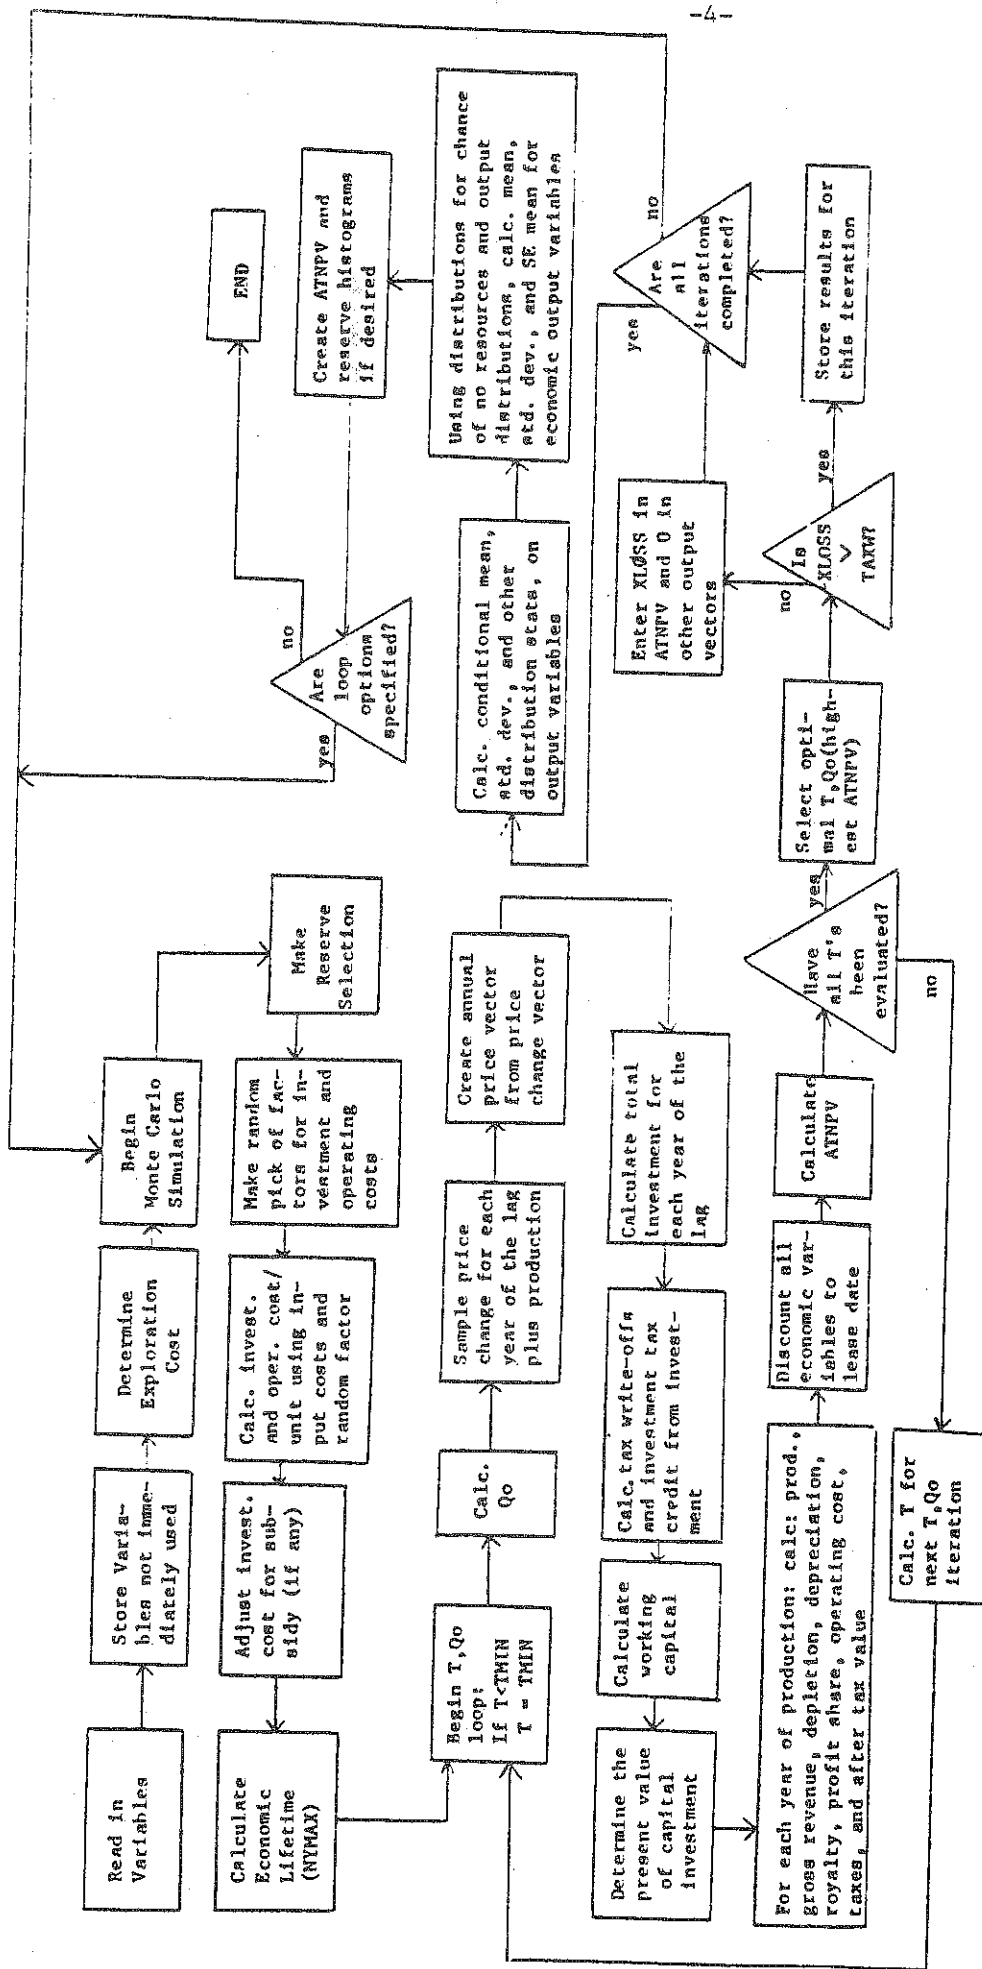 -4-
Read in
Variables
Store Varia-
bles not imme-
diately used
Determine
Exploration
Cost
Begin
Monte Carlo
Simulation
Make
Reserve
Selection
Make random
pick of fac-
tors for in-
vestment and
operating
costs
Calc. invest.
and oper. cost/
unit using in-
put costs and
random factor
Adjust invest.
cost for sub-
sidy (if any)
Calculate
Economic
Lifetime
(NYMAX)
Begin T,Qo
loop:
If T<TMIN
T = TMIN
Calc.
Qo
Sample price
change for each
year of the lag
plus production
Create annual
price vector
from price
change vector
Calculate total
investment for
each year of the
lag
Calc. tax write-offs
and investment tax
credit from invest-
ment
Calculate
working
capital
Determine the
present value
of capital
investment
For each year of production: calc: prod.,
gross revenue, depletion, depreciation,
royalty, profit share, operating cost,
taxes, and after tax value
Discount all
economic var-
iables to
lease date
Calculate
ATNPV
Have
all T's
been
evaluated?
no
yes
Calc. T for
next T,Qo
iteration
Select opti-
mal T,Qo(high-
est ATNPV)
Is
-XLOSS
>
TAXW?
no
yes
Enter XLOSS in
ATNPV and 0 in
other output
vectors
Store results for
this iteration
Are
all
iterations
completed?
yes
no
Calc. conditional mean,
std. dev., and other
distribution stats, on
output variables
Using distributions for chance
of no resources and output
distributions, calc. mean,
std. dev., and SE mean for
economic output variables
Create ATNPV and
reserve histograms
if desired
Are
loop
options
specified?
yes
no
END